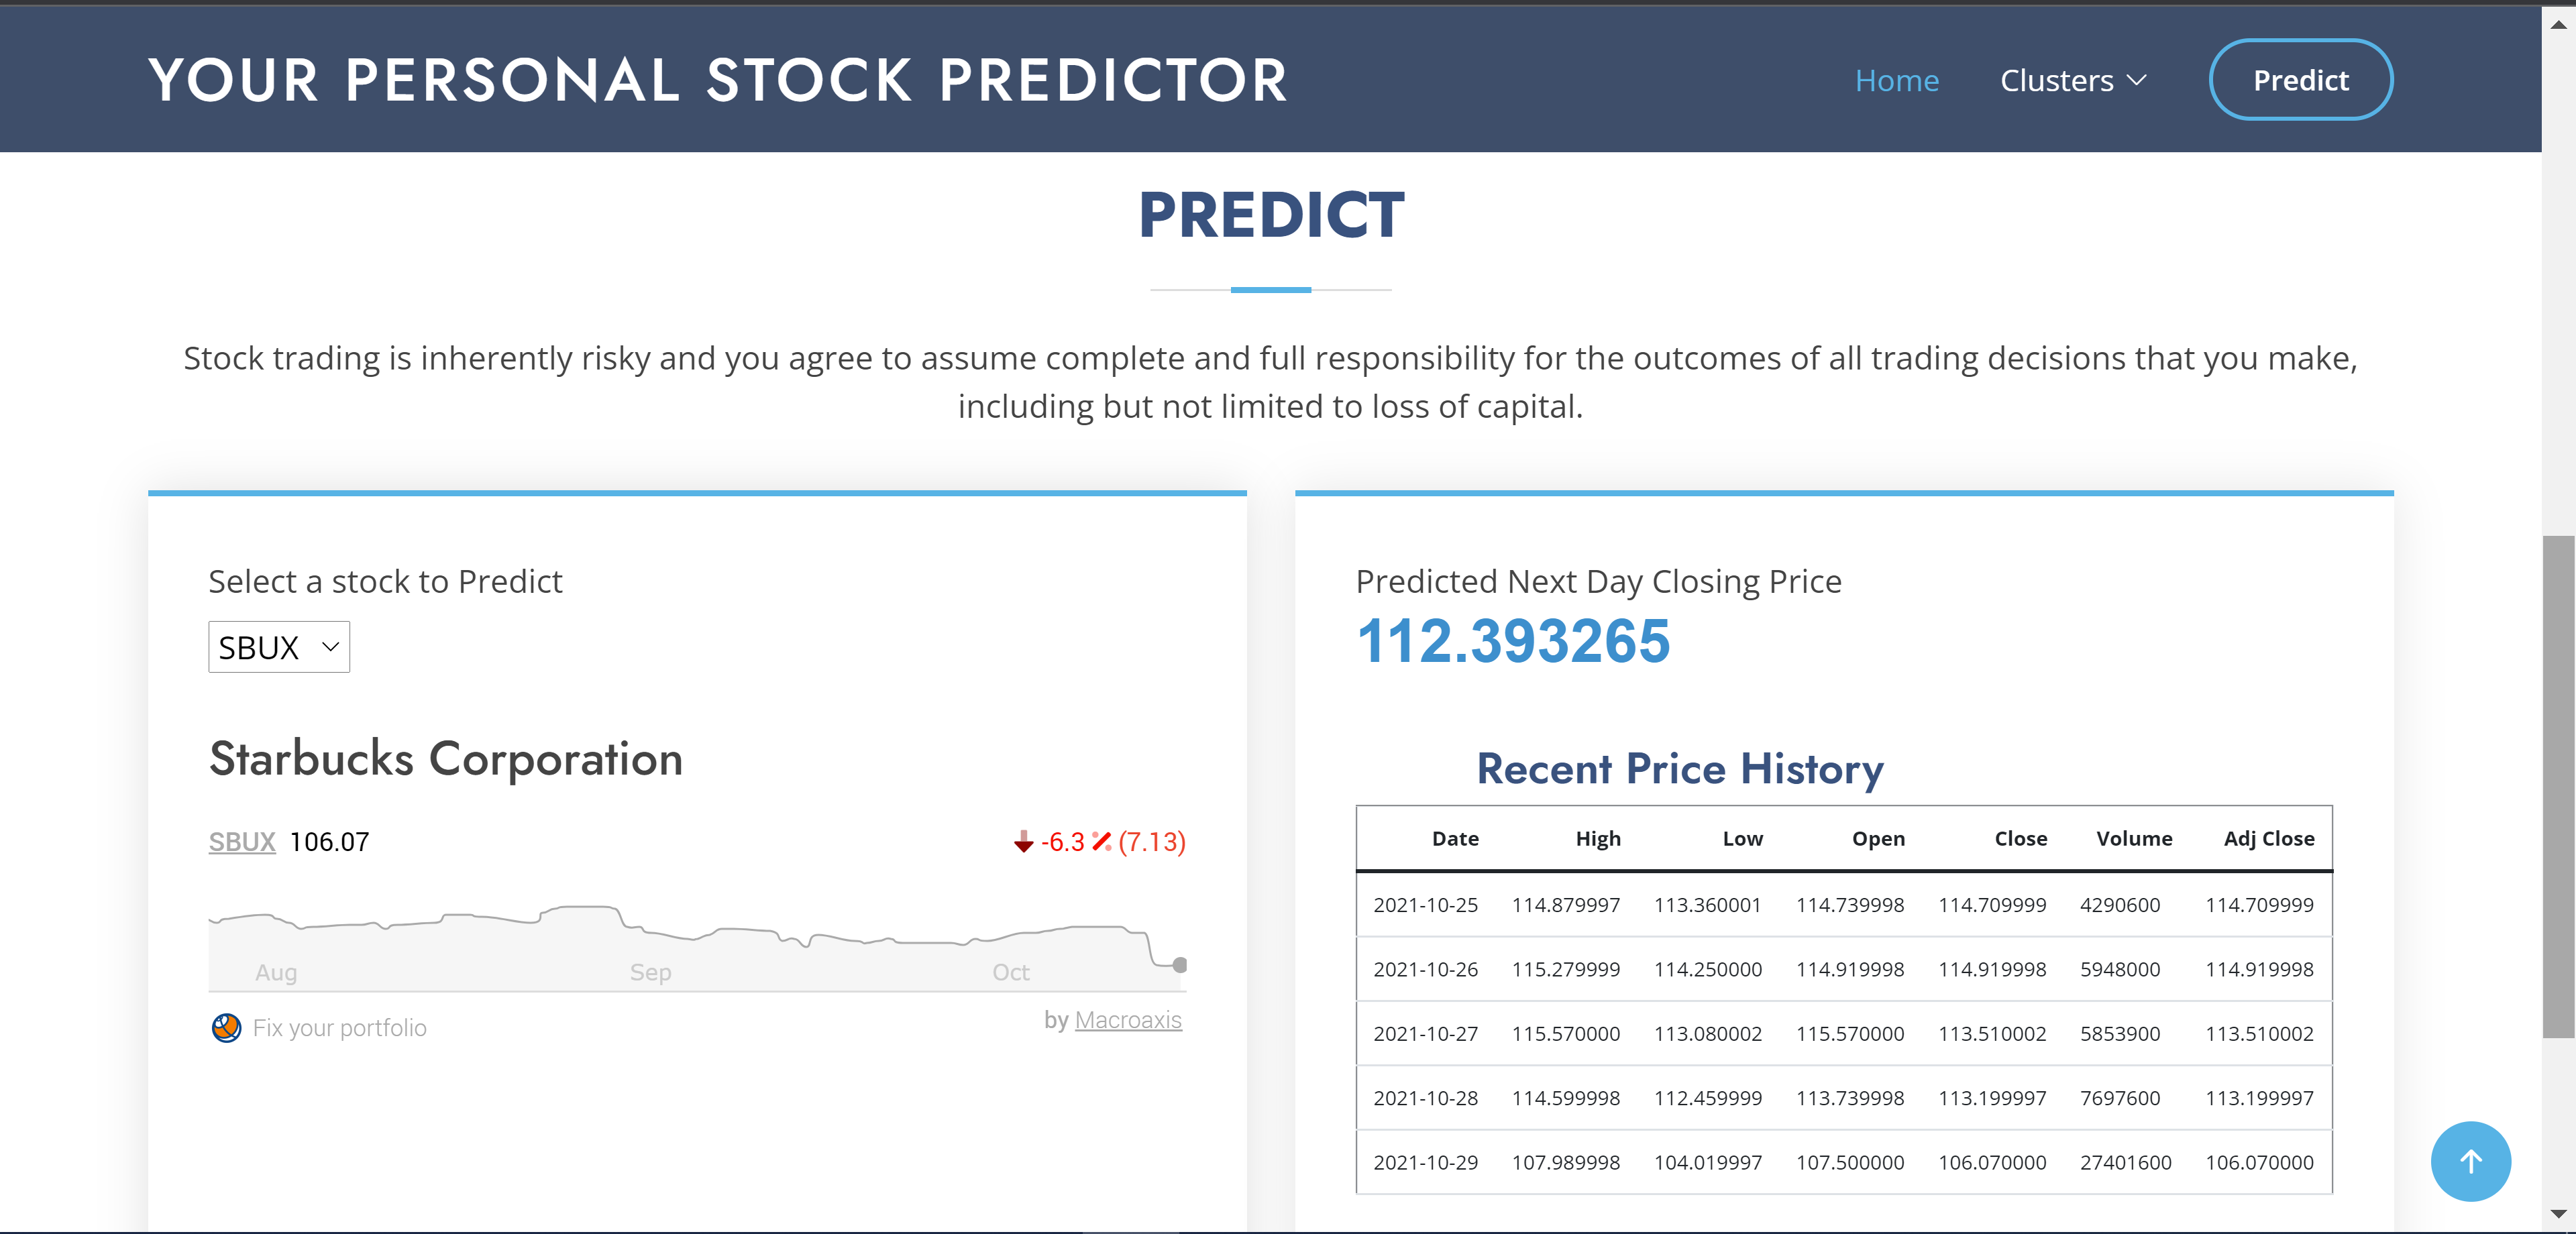 YOUR PERSONAL STOCK PREDICTOR
Home
Clusters
Predict
PREDICT
Stock trading is inherently risky and you agree to assume complete and full responsibility for the outcomes of all trading decisions that you make,
including but not limited to loss of capital.
Select a stock to Predict
SBUX
Starbucks Corporation
SBUX 106.07
-6.3 % (7.13)
Aug Sep Oct
Fix your portfolio
by Macroaxis
Predicted Next Day Closing Price
112.393265
Recent Price History
Date High Low Open Close Volume Adj Close
2021-10-25 114.879997 113.360001 114.739998 114.709999 4290600 114.709999
2021-10-26 115.279999 114.250000 114.919998 114.919998 5948000 114.919998
2021-10-27 115.570000 113.080002 115.570000 113.510002 5853900 113.510002
2021-10-28 114.599998 112.459999 113.739998 113.199997 7697600 113.199997
2021-10-29 107.989998 104.019997 107.500000 106.070000 27401600 106.070000